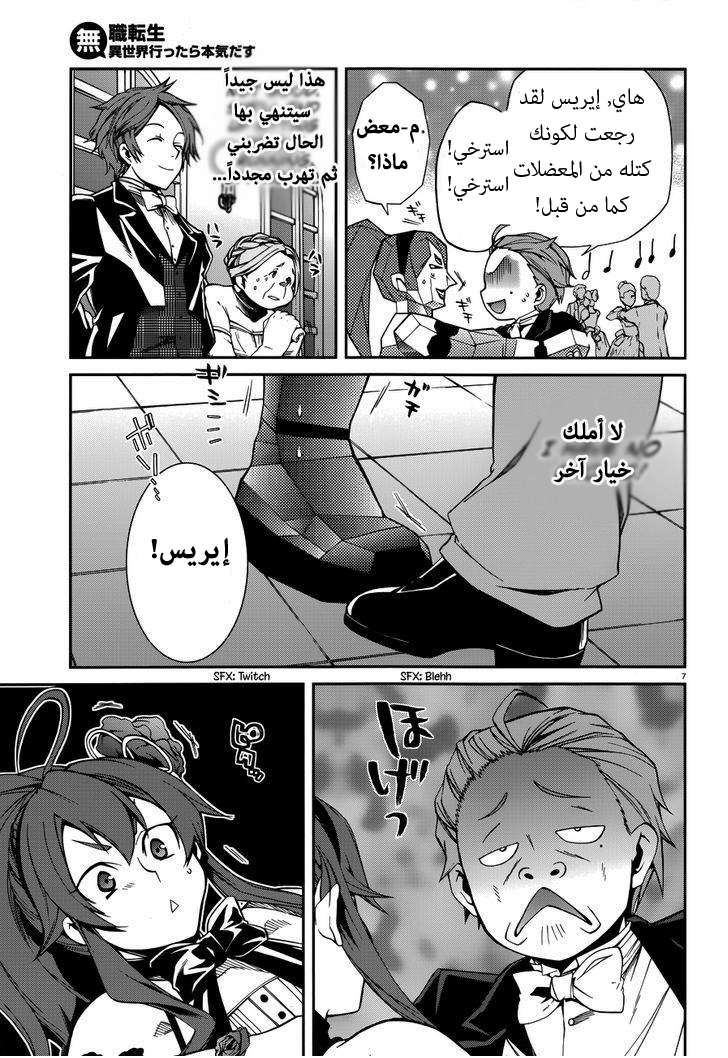 無職転生
異世界行ったら本気だす
هاي, إيريس لقد
رجعت لكونك
كتله من المعضلات
كما من قبل!
استرخي!
استرخي!
م-معض.
ماذا؟
هذا ليس جيداً
سيتنهي بها
الحال تضربني
ثم تهرب مجدداً...
لا أملك
خيار آخر
إيريس!
SFX: Twitch
SFX: Blehh
7
ほげっ